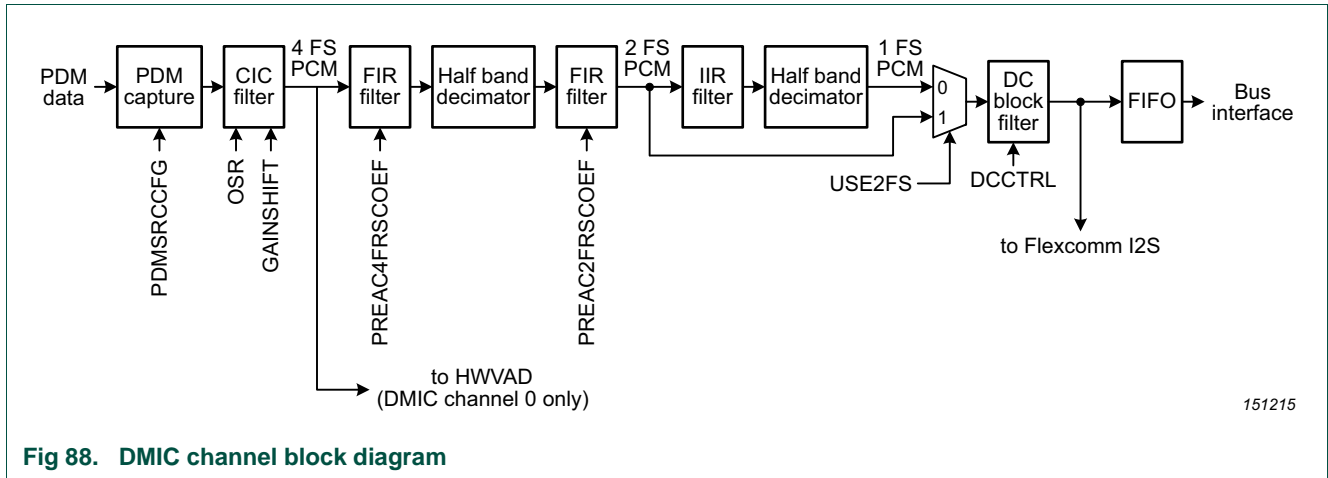 PDM
data
PDM
capture
CIC
filter
4 FS
PCM
FIR
filter
Half band
decimator
FIR
filter
2 FS
PCM
IIR
filter
Half band
decimator
1 FS
PCM
0
1
DC
block
filter
FIFO
Bus
interface
PDMSRCCFG
OSR
GAINSHIFT
PREAC4FRSCOEF
PREAC2FRSCOEF
USE2FS
DCCTRL
to Flexcomm I2S
to HWVAD
(DMIC channel 0 only)
151215
Fig 88. DMIC channel block diagram